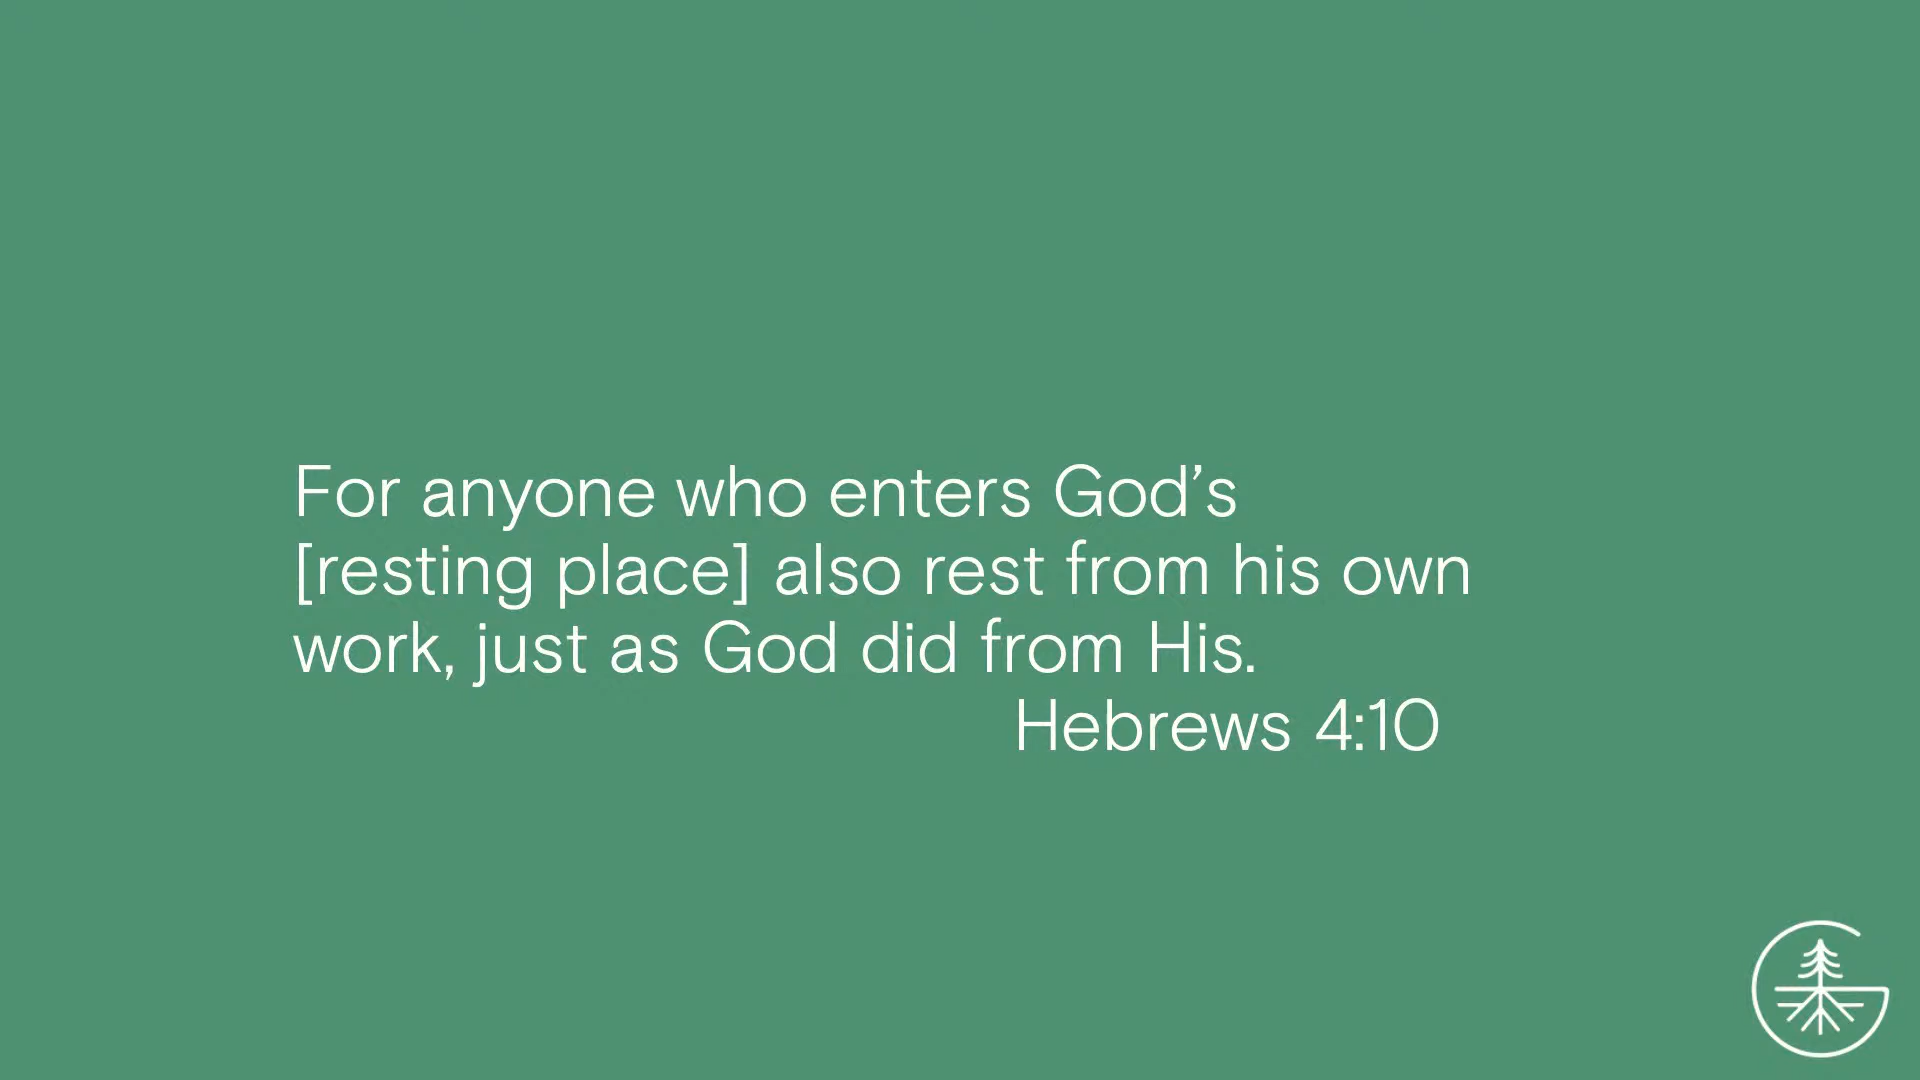 For anyone who enters God’s
[resting place] also rest from his own
work, just as God did from His.
Hebrews 4:10